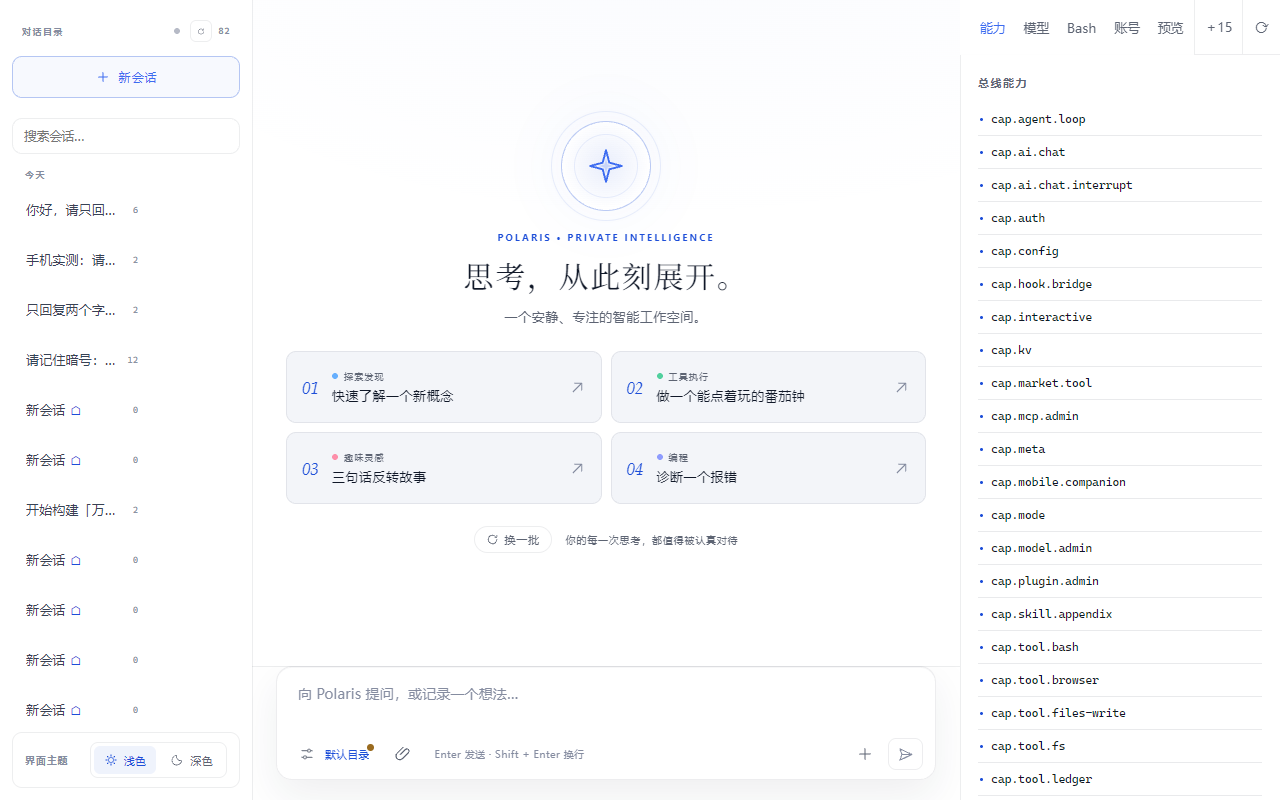 对话目录
82
+ 新会话
搜索会话...
今天
你好，请只回... 6
手机实测：请... 2
只回复两个字... 2
请记住暗号：... 12
新会话 0
新会话 0
开始构建「万... 2
新会话 0
新会话 0
新会话 0
新会话 0
界面主题
浅色
深色
POLARIS • PRIVATE INTELLIGENCE
思考，从此刻展开。
一个安静、专注的智能工作空间。
01
探索发现
快速了解一个新概念
02
工具执行
做一个能点着玩的番茄钟
03
趣味灵感
三句话反转故事
04
编程
诊断一个报错
换一批
你的每一次思考，都值得被认真对待
向 Polaris 提问，或记录一个想法...
默认目录
Enter 发送 · Shift + Enter 换行
能力 模型 Bash 账号 预览 +15
总线能力
• cap.agent.loop
• cap.ai.chat
• cap.ai.chat.interrupt
• cap.auth
• cap.config
• cap.hook.bridge
• cap.interactive
• cap.kv
• cap.market.tool
• cap.mcp.admin
• cap.meta
• cap.mobile.companion
• cap.mode
• cap.model.admin
• cap.plugin.admin
• cap.skill.appendix
• cap.tool.bash
• cap.tool.browser
• cap.tool.files-write
• cap.tool.fs
• cap.tool.ledger